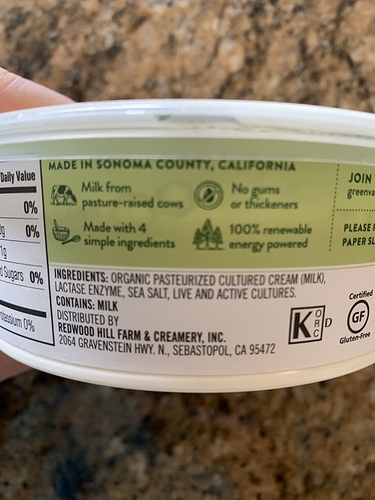 Daily Value
0%
0%
1g
d Sugars 0%
otassium 0%
MADE IN SONOMA COUNTY, CALIFORNIA
Milk from
pasture-raised cows
No gums
or thickeners
Made with 4
simple ingredients
100% renewable
energy powered
INGREDIENTS: ORGANIC PASTEURIZED CULTURED CREAM (MILK),
LACTASE ENZYME, SEA SALT, LIVE AND ACTIVE CULTURES.
CONTAINS: MILK
DISTRIBUTED BY
REDWOOD HILL FARM & CREAMERY, INC.
2064 GRAVENSTEIN HWY. N., SEBASTOPOL, CA 95472
K ORC D
JOIN
greenva
PLEASE R
PAPER SL
Certified
GF
Gluten-Free